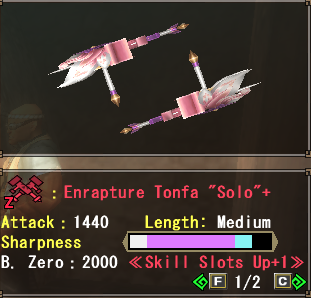 Z : Enrapture Tonfa "Solo"+
Attack : 1440 Length: Medium
Sharpness
B. Zero : 2000 ≪Skill Slots Up+1≫
F 1/2 C